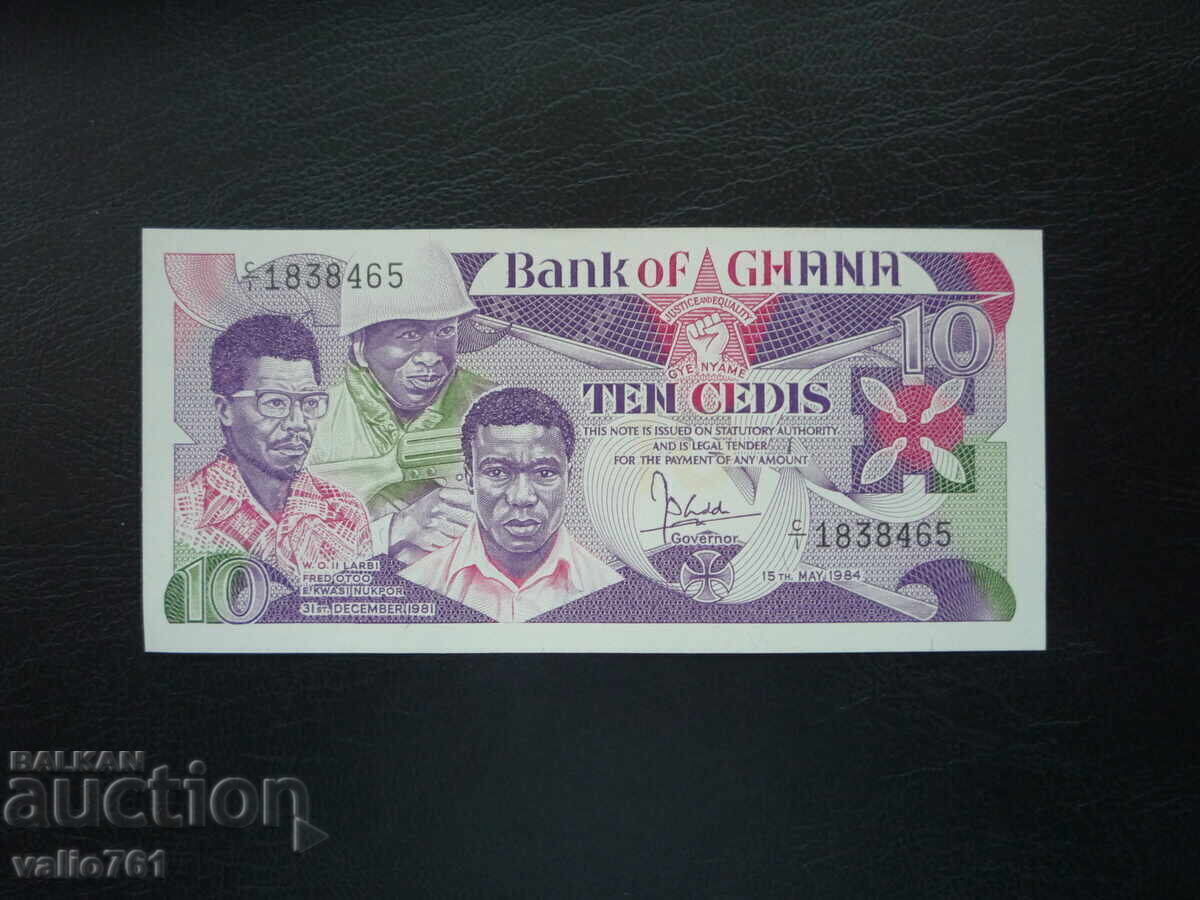 Bank of GHANA
C/1 1838465
JUSTICE AND EQUALITY
GYE NYAME
10
TEN CEDIS
THIS NOTE IS ISSUED ON STATUTORY AUTHORITY
AND IS LEGAL TENDER
FOR THE PAYMENT OF ANY AMOUNT
Governor
C/1 1838465
15TH. MAY 1984
10
W.O. II LARBI
FRED OTOO
E. KWASI NUKPOR
31ST. DECEMBER 1981
BALKAN
auction
valio761